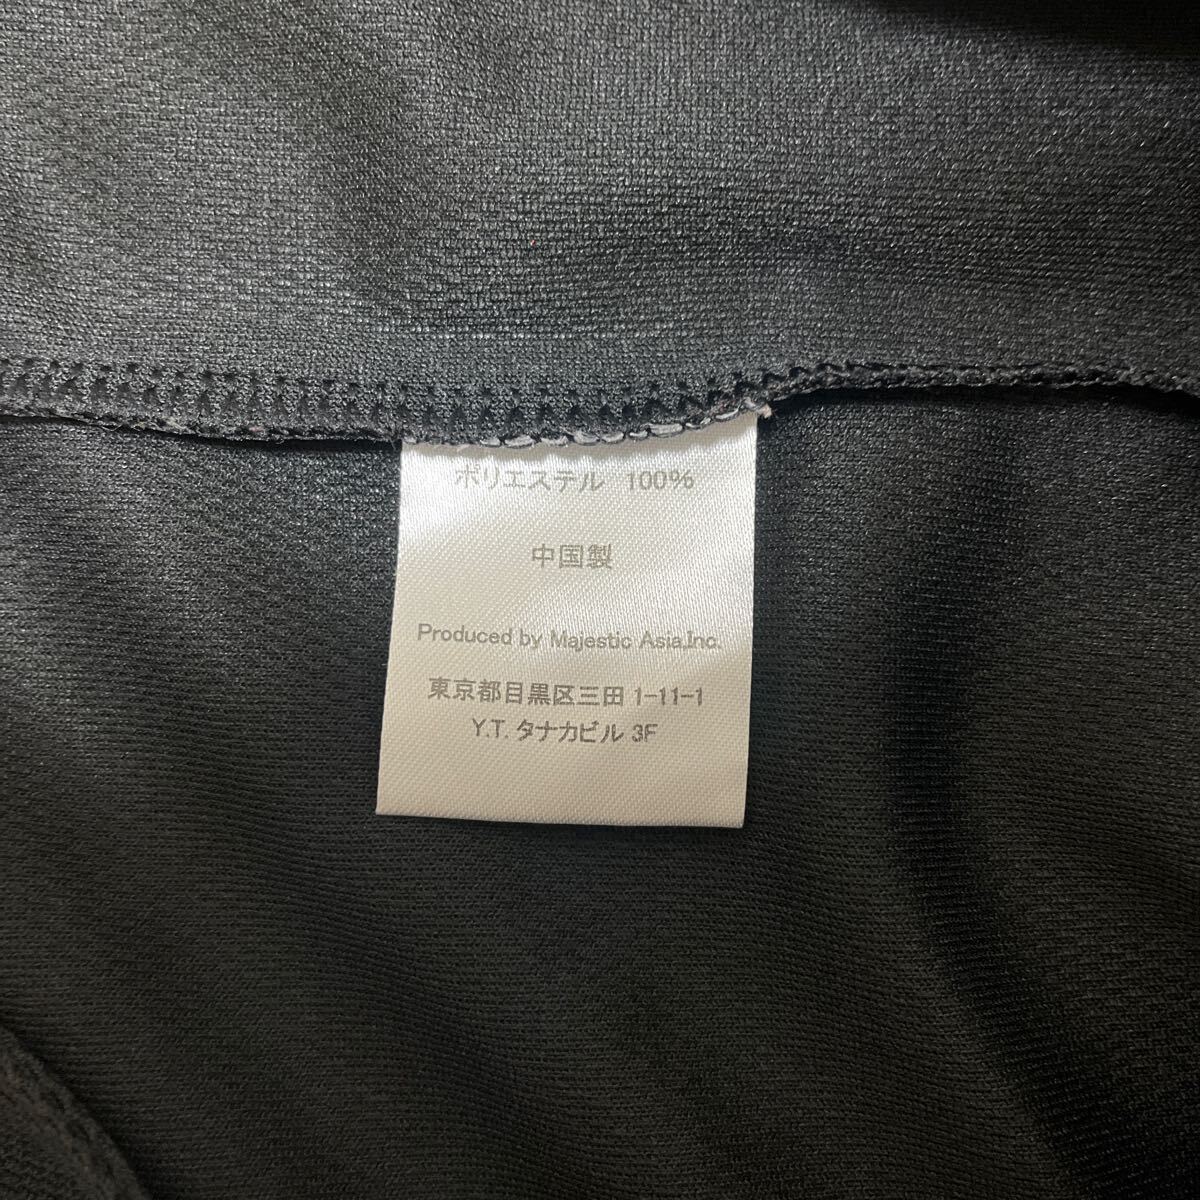 ポリエステル 100%
中国製
Produced by Majestic Asia.Inc.
東京都目黒区三田 1-11-1
Y.T. タナカビル 3F